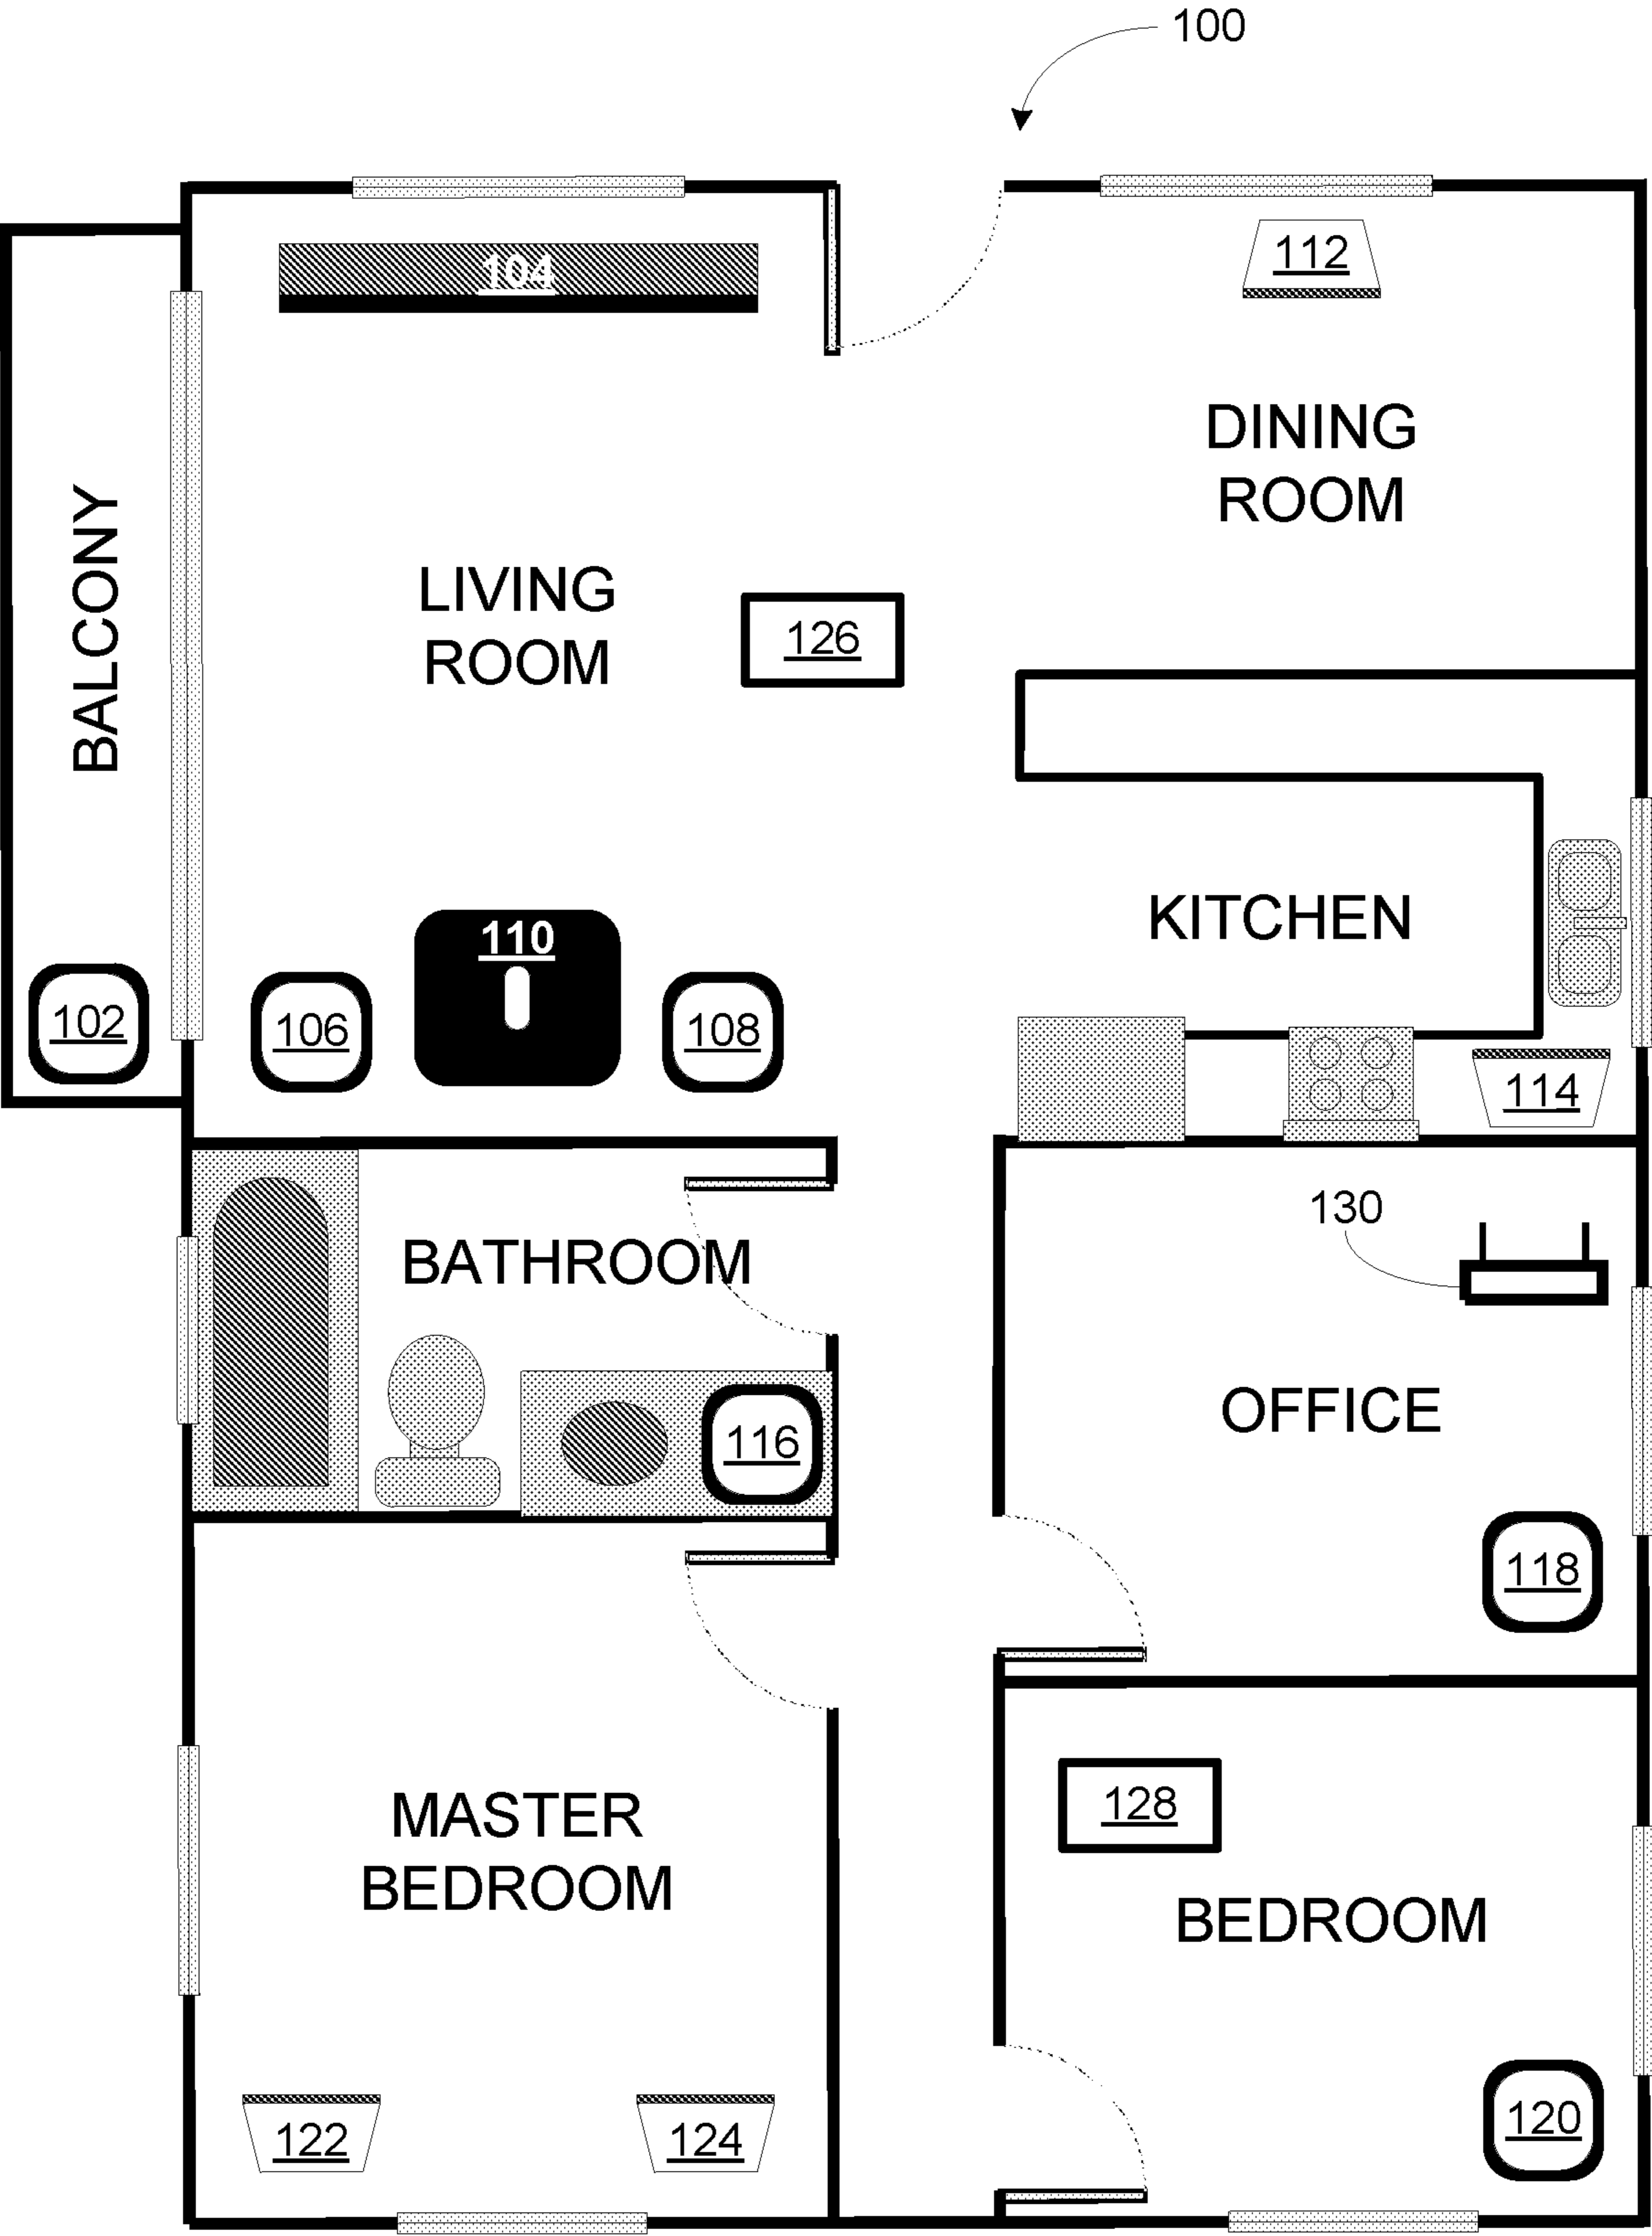 100
104
112
DINING
ROOM
BALCONY
LIVING
ROOM
126
KITCHEN
110
102
106
108
114
130
BATHROOM
OFFICE
116
118
MASTER
BEDROOM
128
BEDROOM
122
124
120